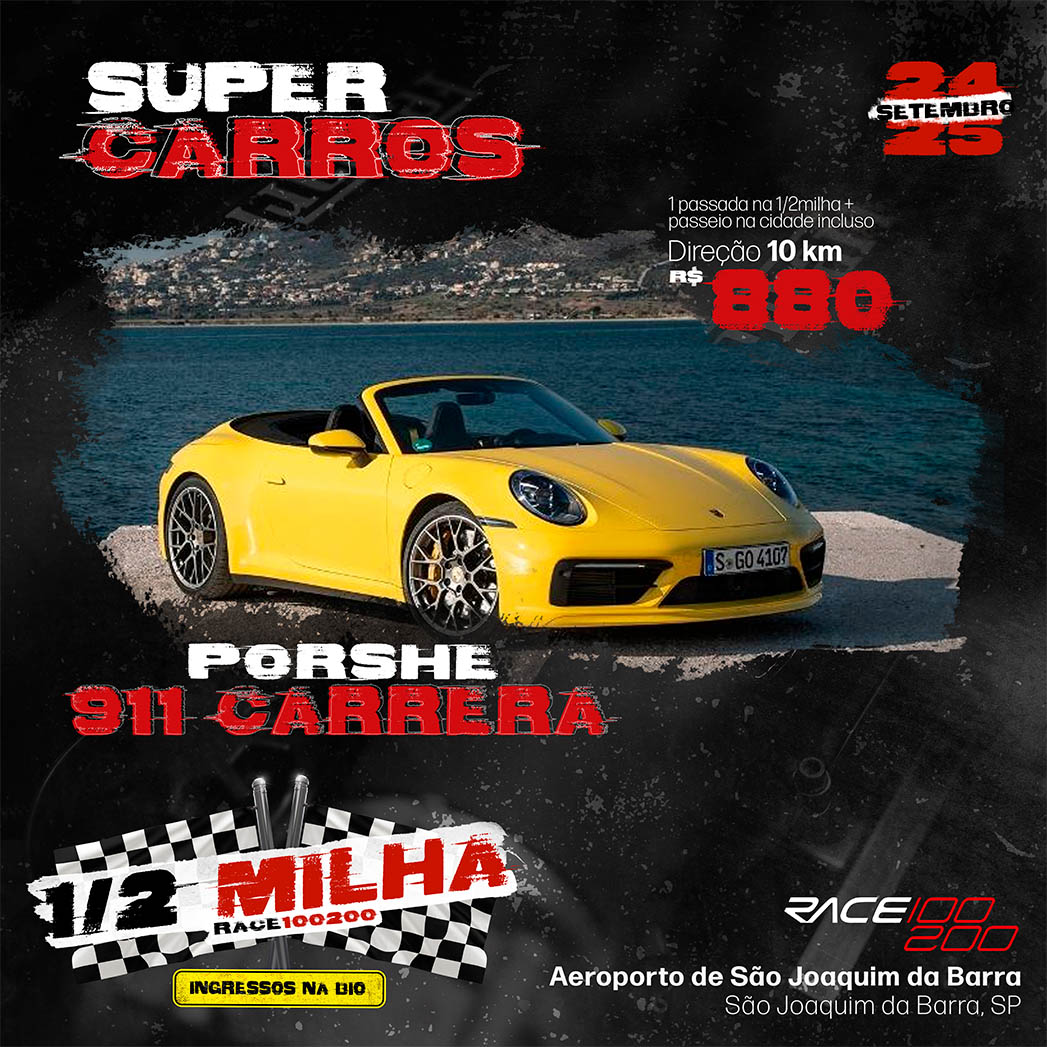 SUPER
CARROS
24
SETEMBRO
25
1 passada na 1/2milha +
passeio na cidade incluso
Direção 10 km
R$ 880
S GO 4107
PORSHE
911 CARRERA
1/2 MILHA
RACE100200
INGRESSOS NA BIO
RACE100
200
Aeroporto de São Joaquim da Barra
São Joaquim da Barra, SP